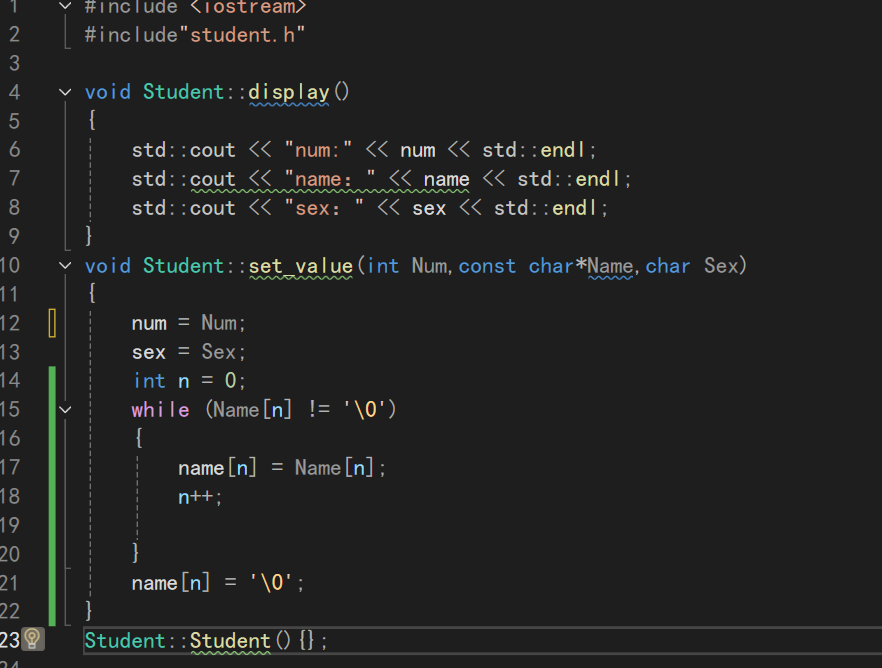 1 #include <iostream>
2 #include"student.h"
3
4 void Student::display()
5 {
6 std::cout << "num:" << num << std::endl;
7 std::cout << "name：" << name << std::endl;
8 std::cout << "sex：" << sex << std::endl;
9 }
10 void Student::set_value(int Num,const char*Name,char Sex)
11 {
12 num = Num;
13 sex = Sex;
14 int n = 0;
15 while (Name[n] != '\0')
16 {
17 name[n] = Name[n];
18 n++;
19
20 }
21 name[n] = '\0';
22 }
23 Student::Student(){};
24